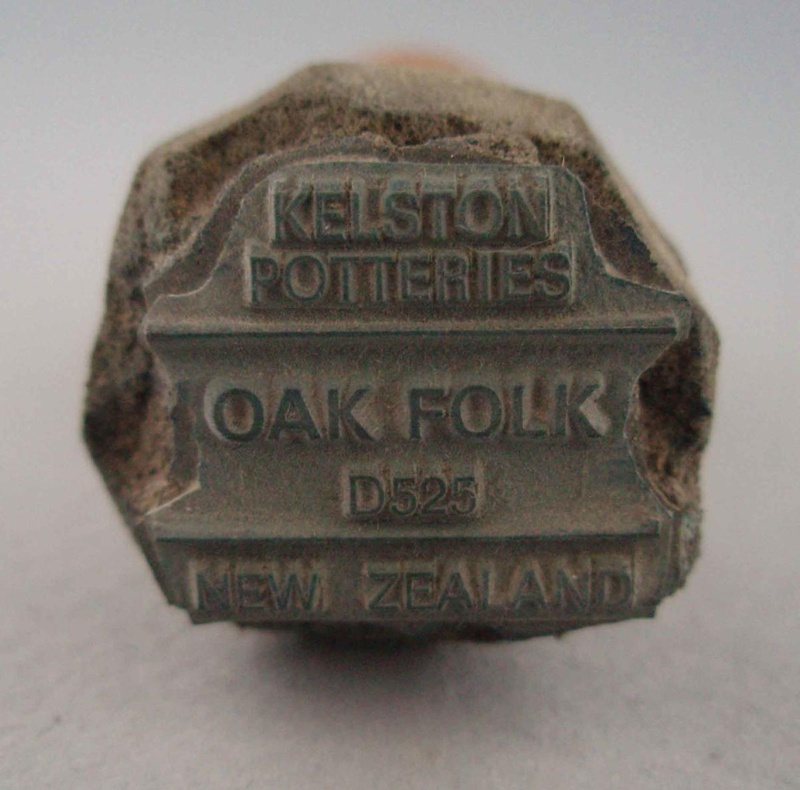 KELSTON
POTTERIES
OAK FOLK
D525
NEW ZEALAND